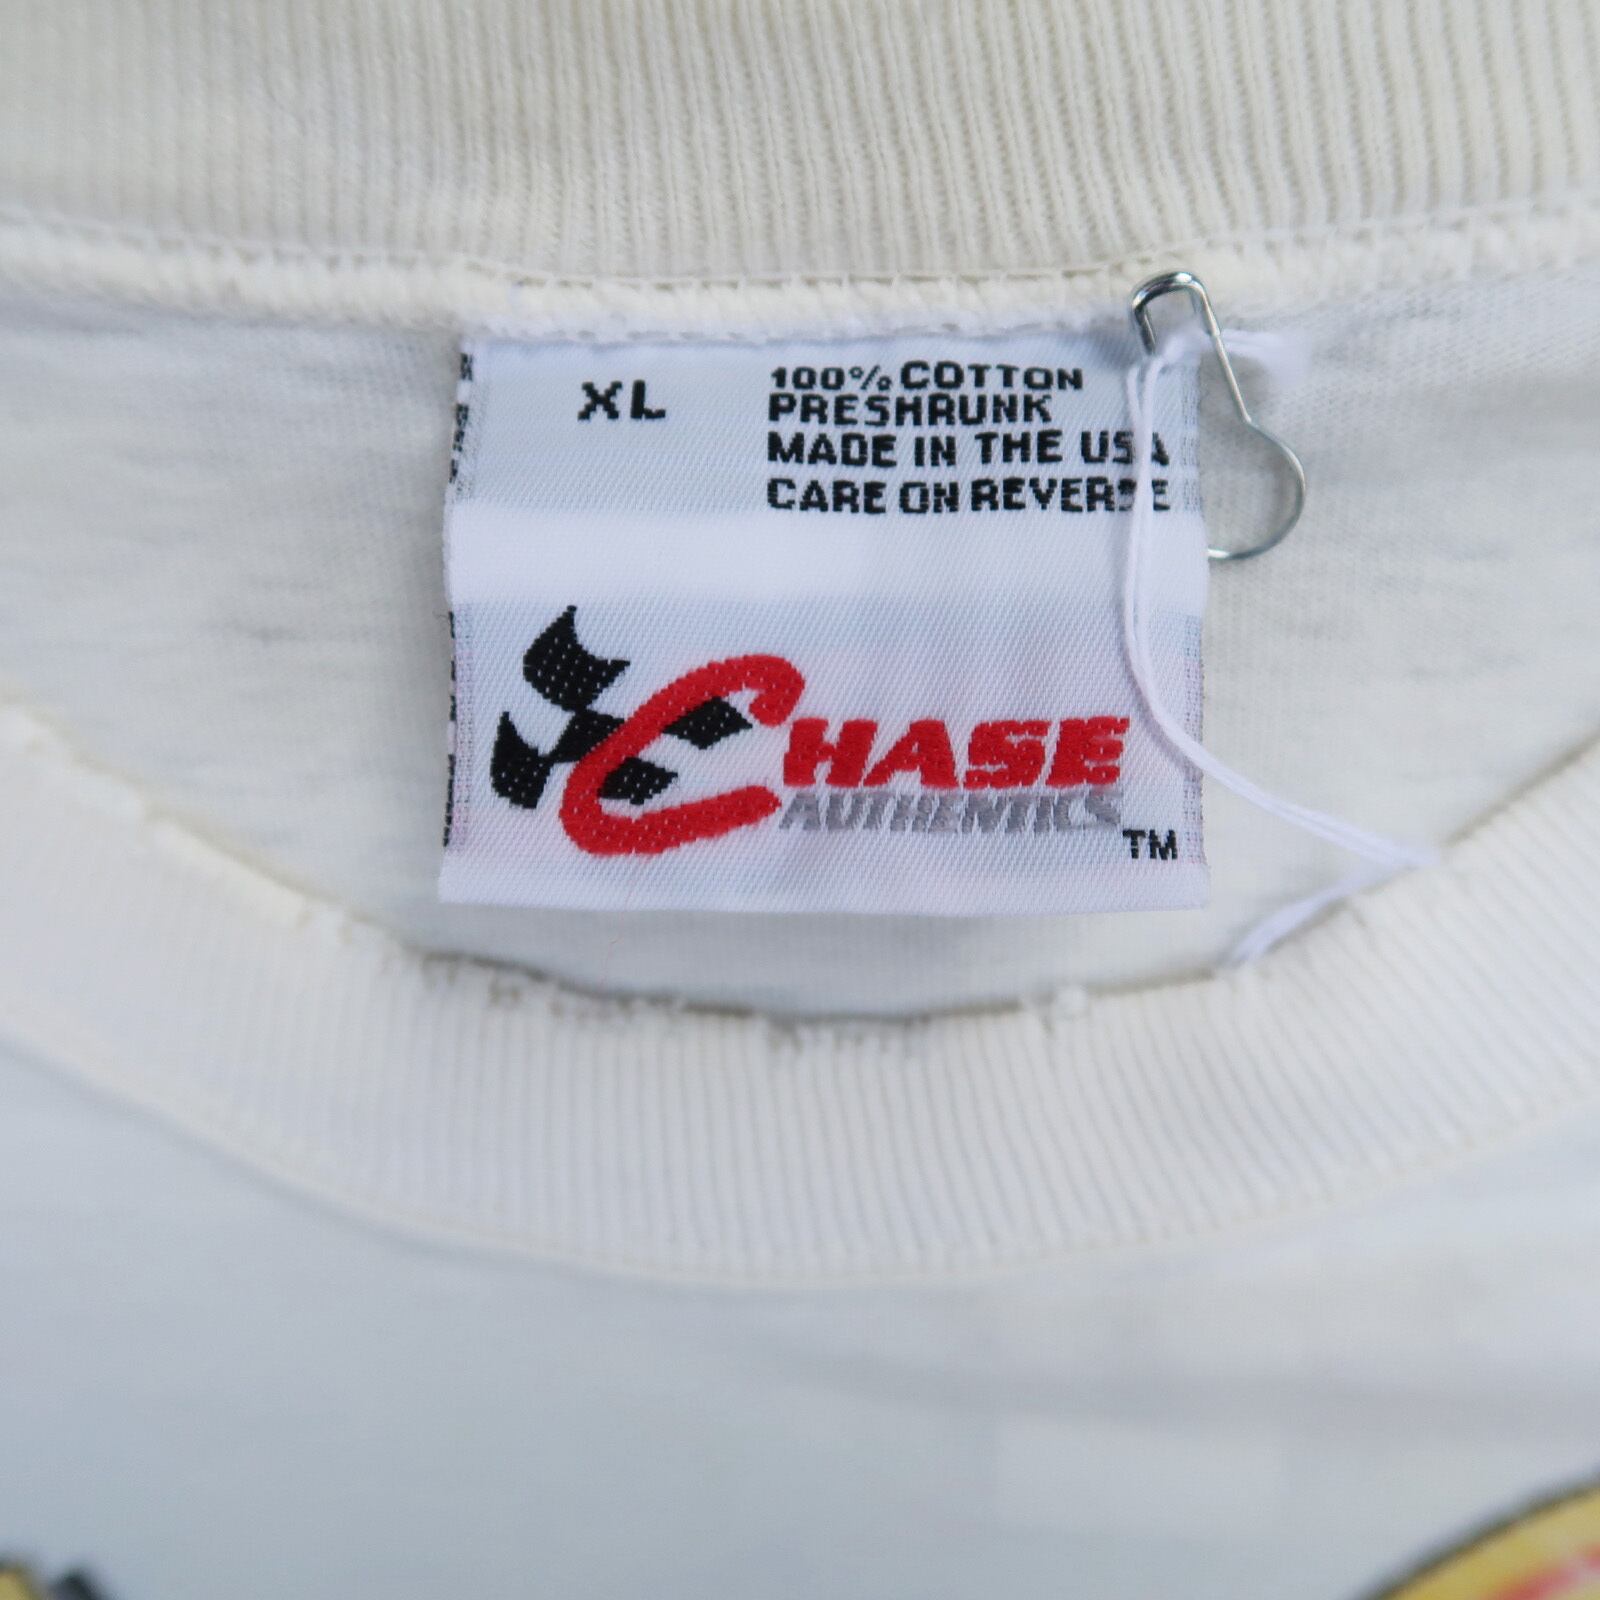 XL
100% COTTON
PRESHRUNK
MADE IN THE USA
CARE ON REVERSE
CHASE
AUTHENTICS
TM